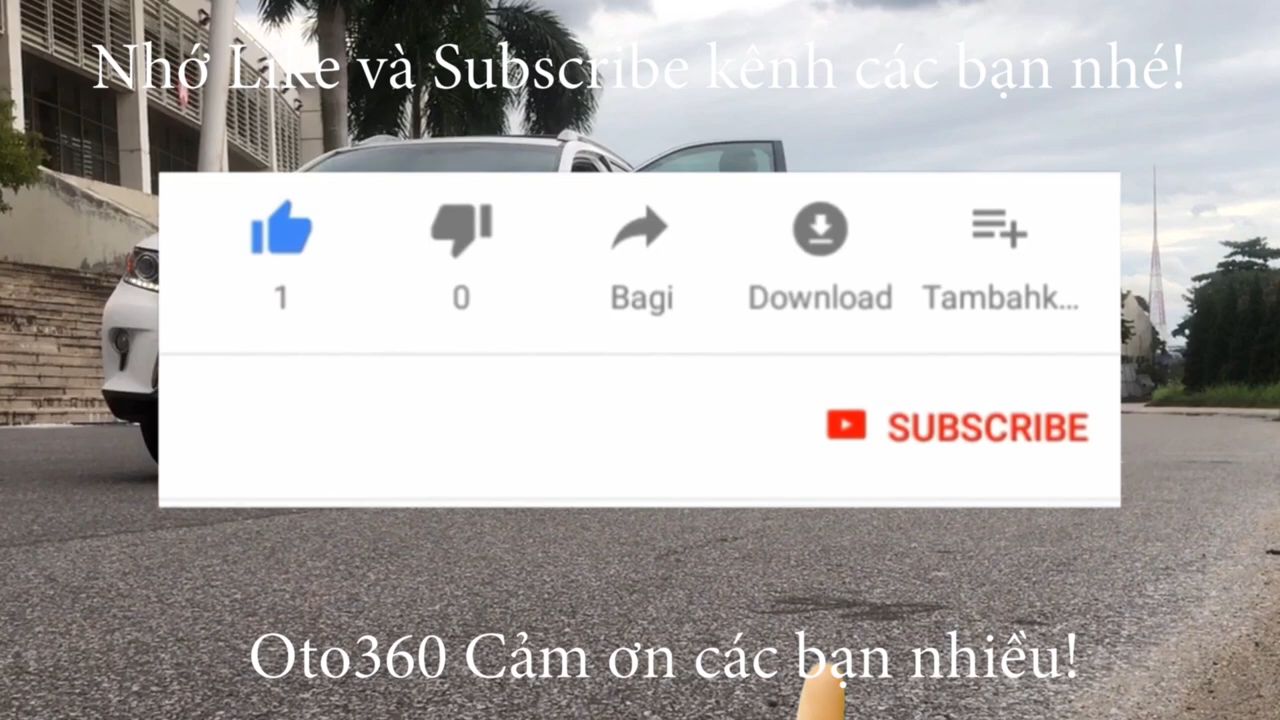 Nhớ Like và Subscribe kênh các bạn nhé!
1 0 Bagi Download Tambahk...
SUBSCRIBE
Oto360 Cảm ơn các bạn nhiều!